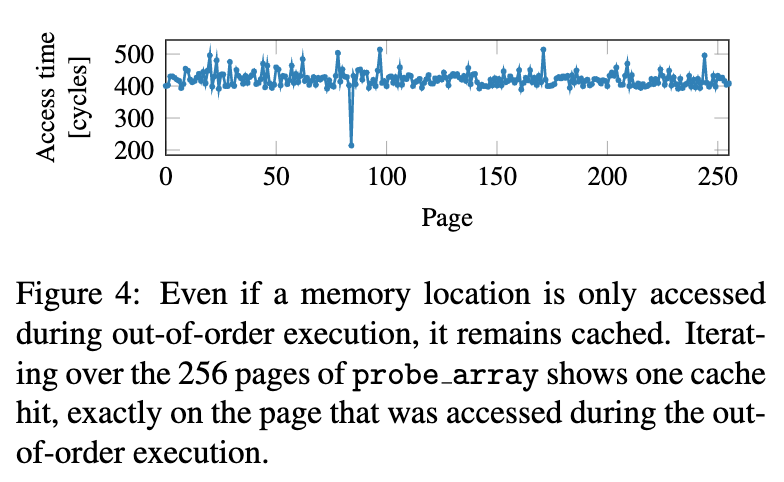 Access time
[cycles]
500
400
300
200
0
50
100
150
200
250
Page
Figure 4: Even if a memory location is only accessed
during out-of-order execution, it remains cached. Iterat-
ing over the 256 pages of probe_array shows one cache
hit, exactly on the page that was accessed during the out-
of-order execution.